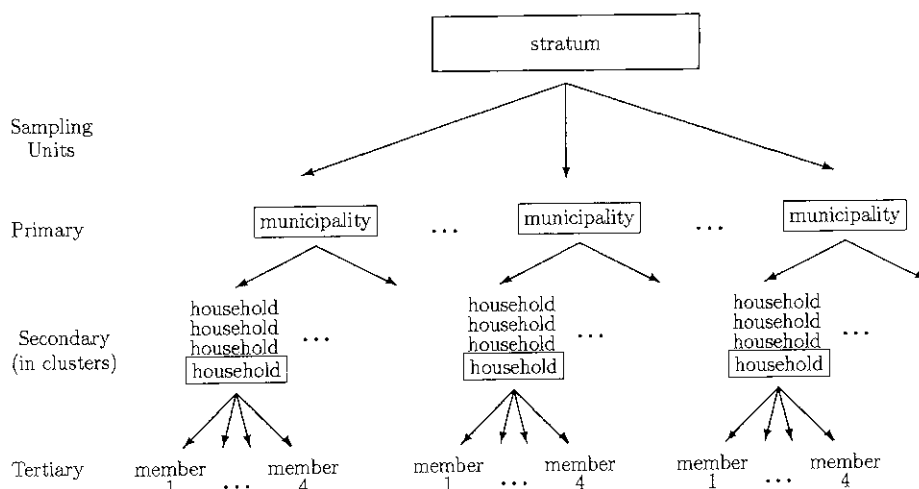 stratum
Sampling
Units
Primary
municipality ... municipality ... municipality
household household household
household household household
household household household
Secondary
(in clusters)
... ... ...
household household household
Tertiary
member member member member member member
1 ... 4 1 ... 4 1 ... 4